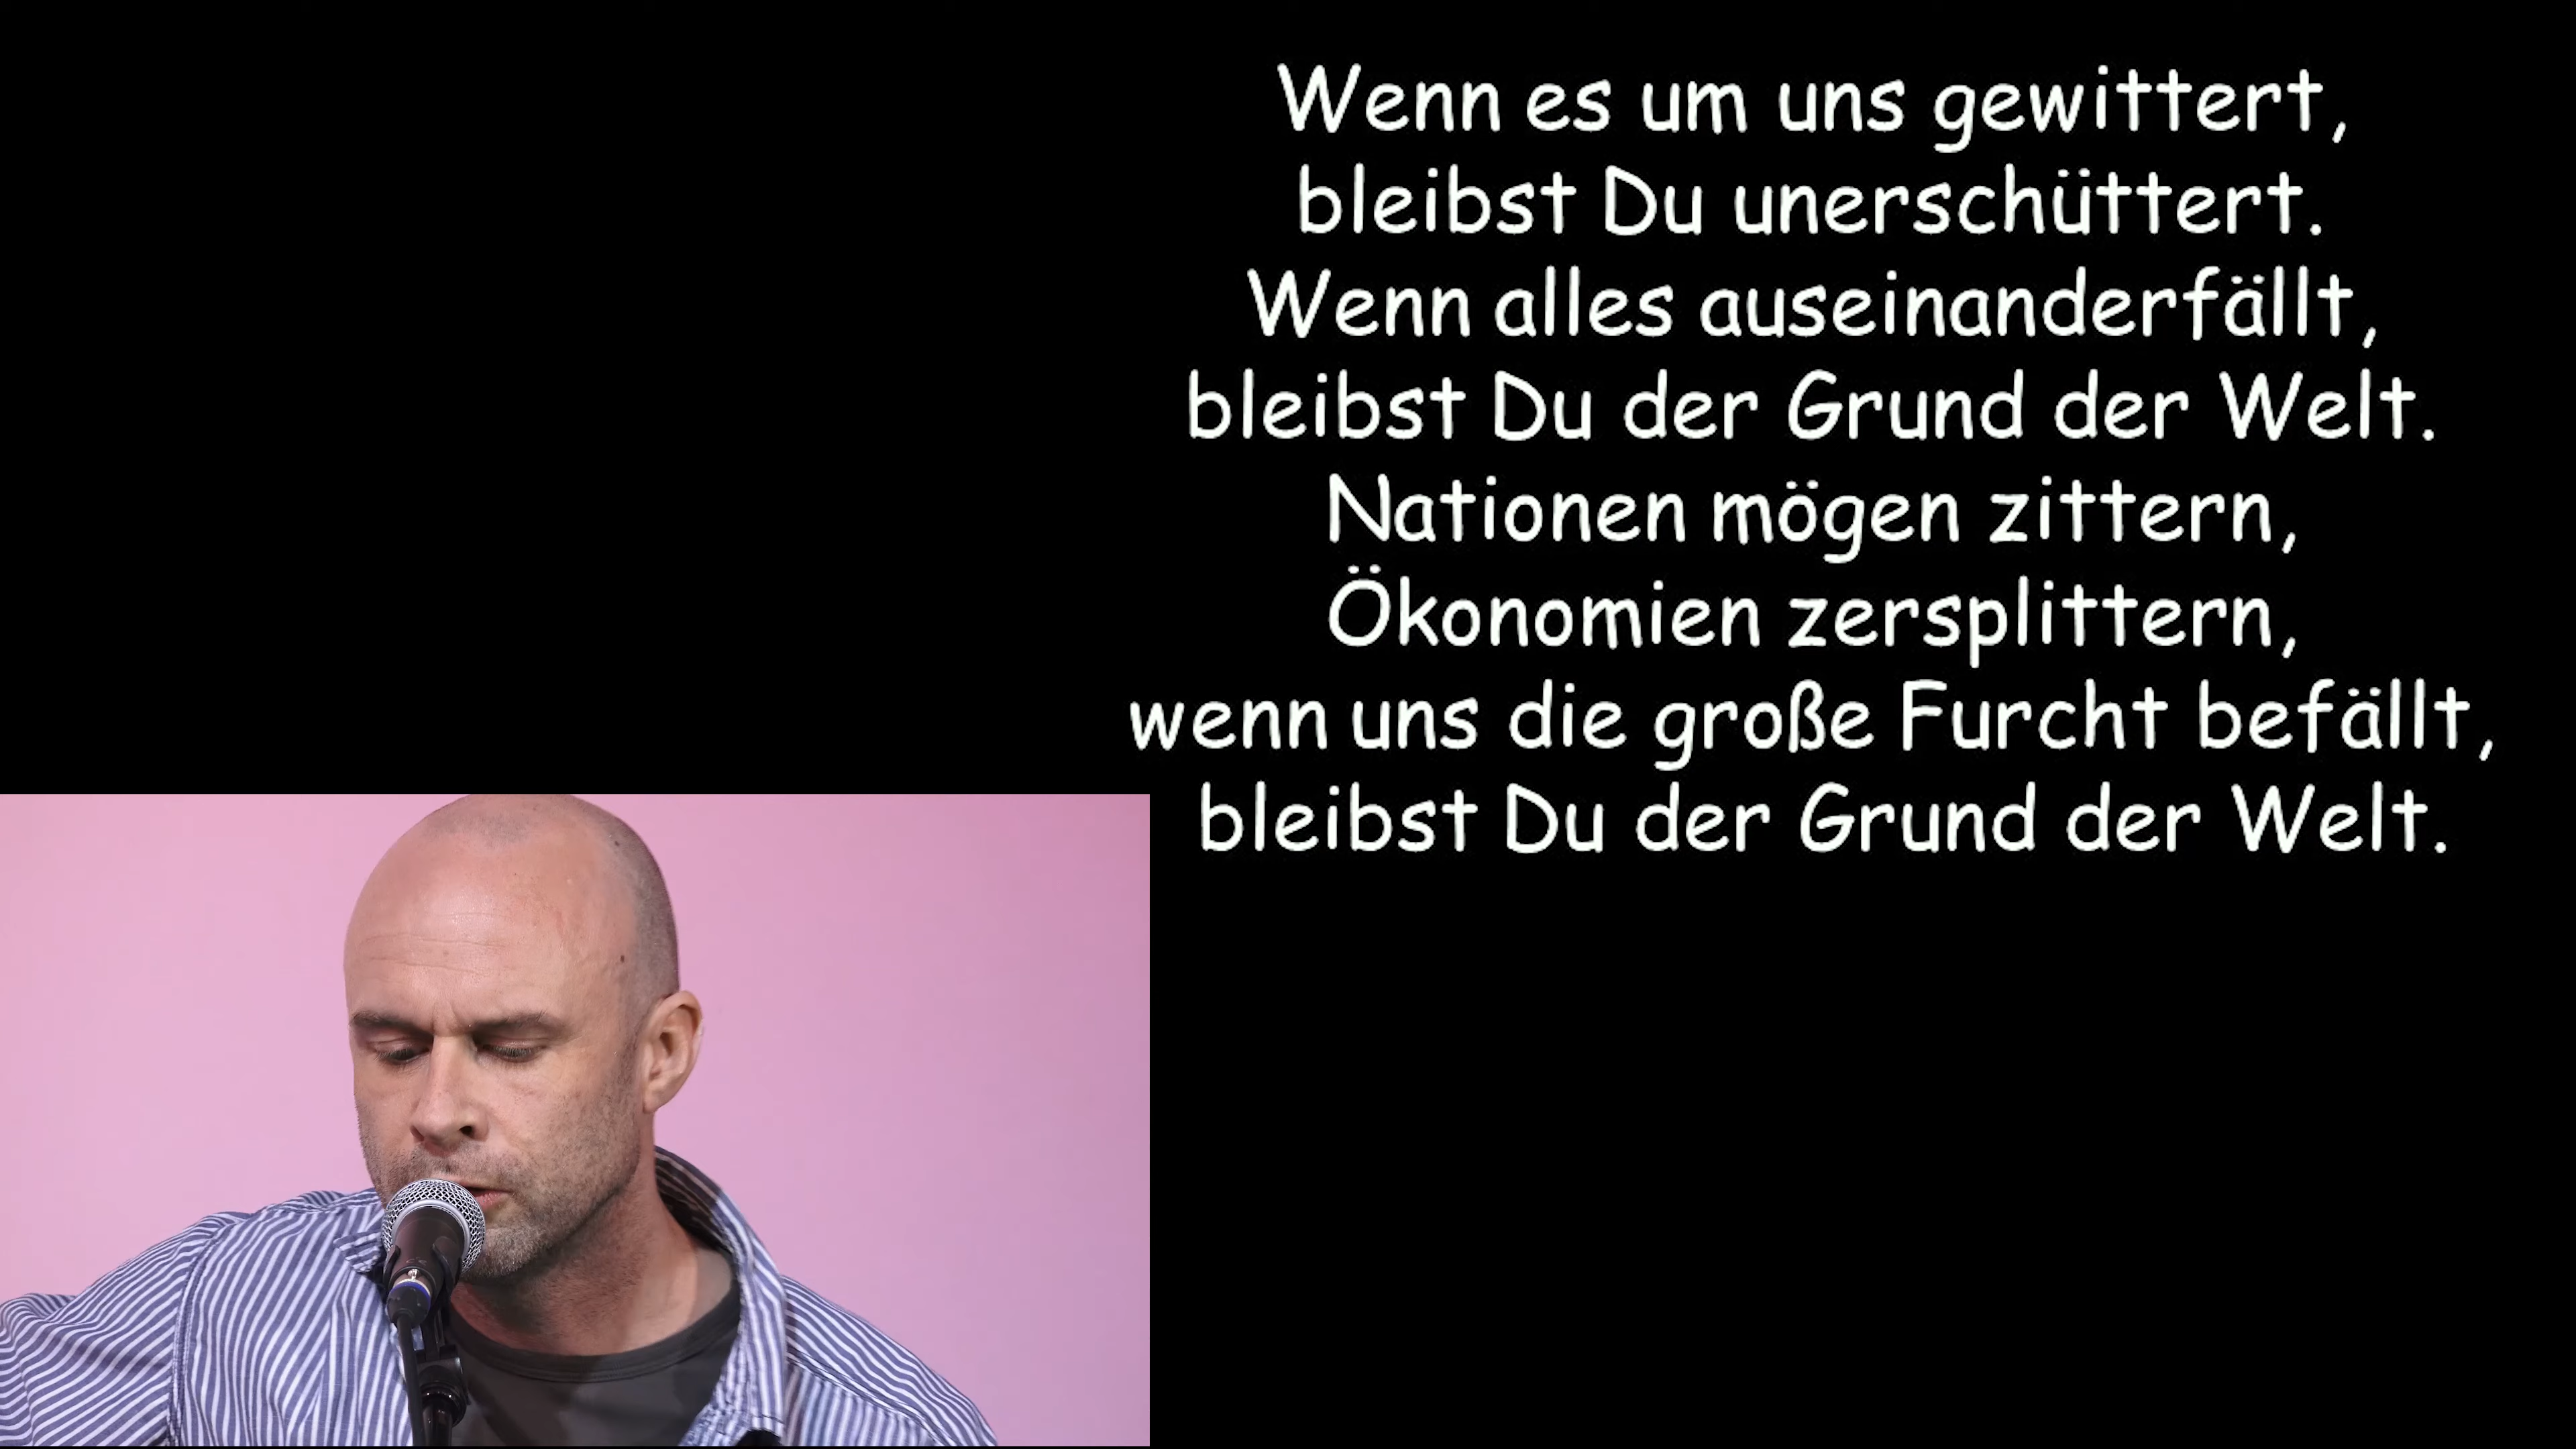 Wenn es um uns gewittert,
bleibst Du unerschüttert.
Wenn alles auseinanderfällt,
bleibst Du der Grund der Welt.
Nationen mögen zittern,
Ökonomien zersplittern,
wenn uns die große Furcht befällt,
bleibst Du der Grund der Welt.